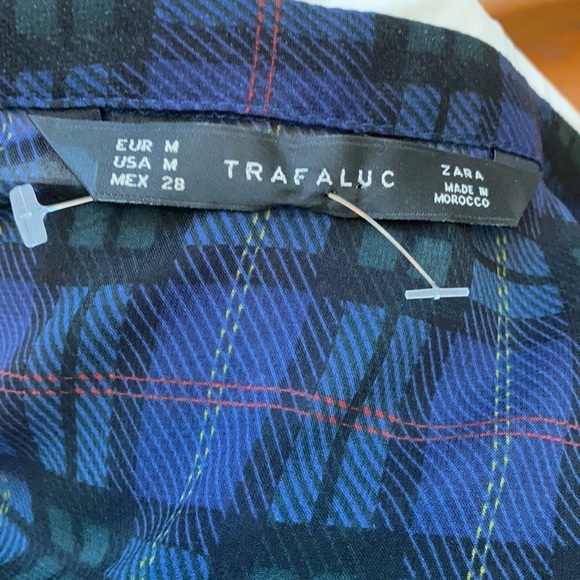 EUR M
USA M
MEX 28
TRAFALUC
ZARA
MADE IN
MOROCCO